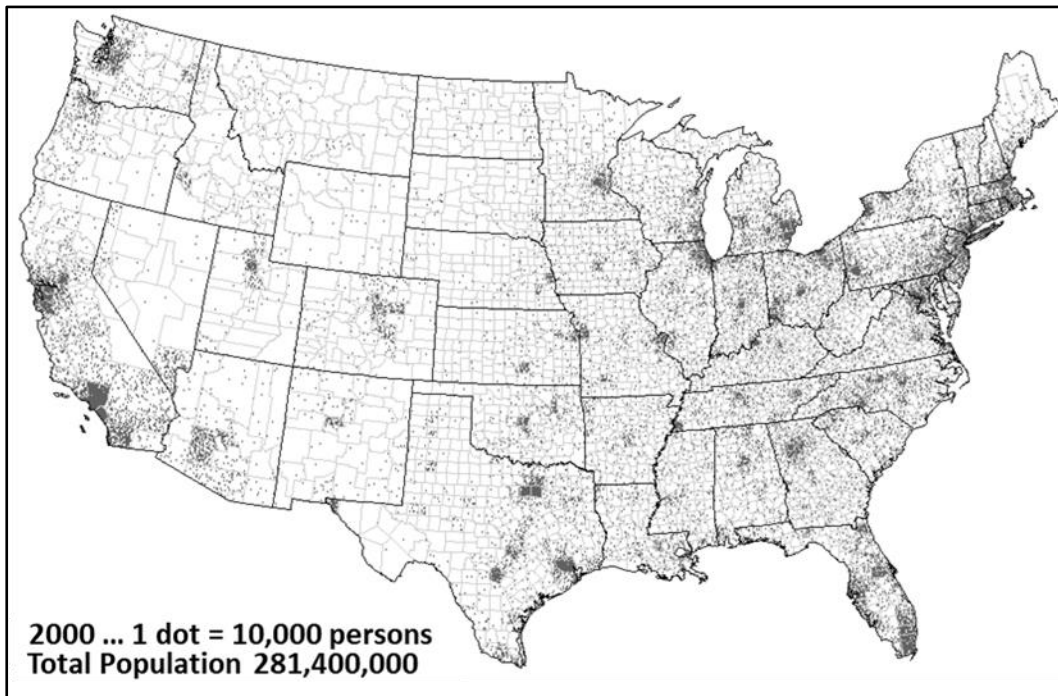 2000 ... 1 dot = 10,000 persons
Total Population 281,400,000